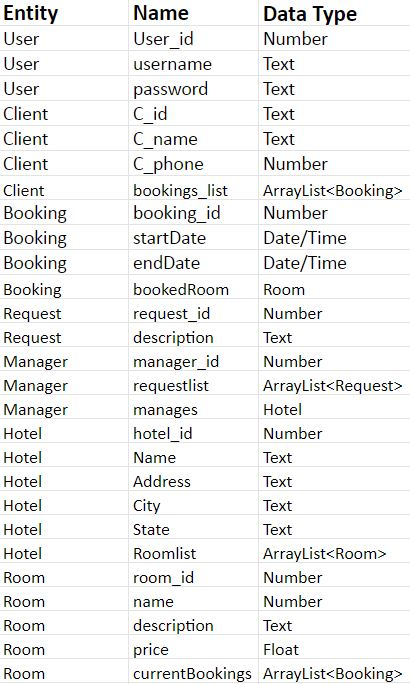 Entity Name Data Type
User User_id Number
User username Text
User password Text
Client C_id Text
Client C_name Text
Client C_phone Number
Client bookings_list ArrayList<Booking>
Booking booking_id Number
Booking startDate Date/Time
Booking endDate Date/Time
Booking bookedRoom Room
Request request_id Number
Request description Text
Manager manager_id Number
Manager requestlist ArrayList<Request>
Manager manages Hotel
Hotel hotel_id Number
Hotel Name Text
Hotel Address Text
Hotel City Text
Hotel State Text
Hotel Roomlist ArrayList<Room>
Room room_id Number
Room name Number
Room description Text
Room price Float
Room currentBookings ArrayList<Booking>